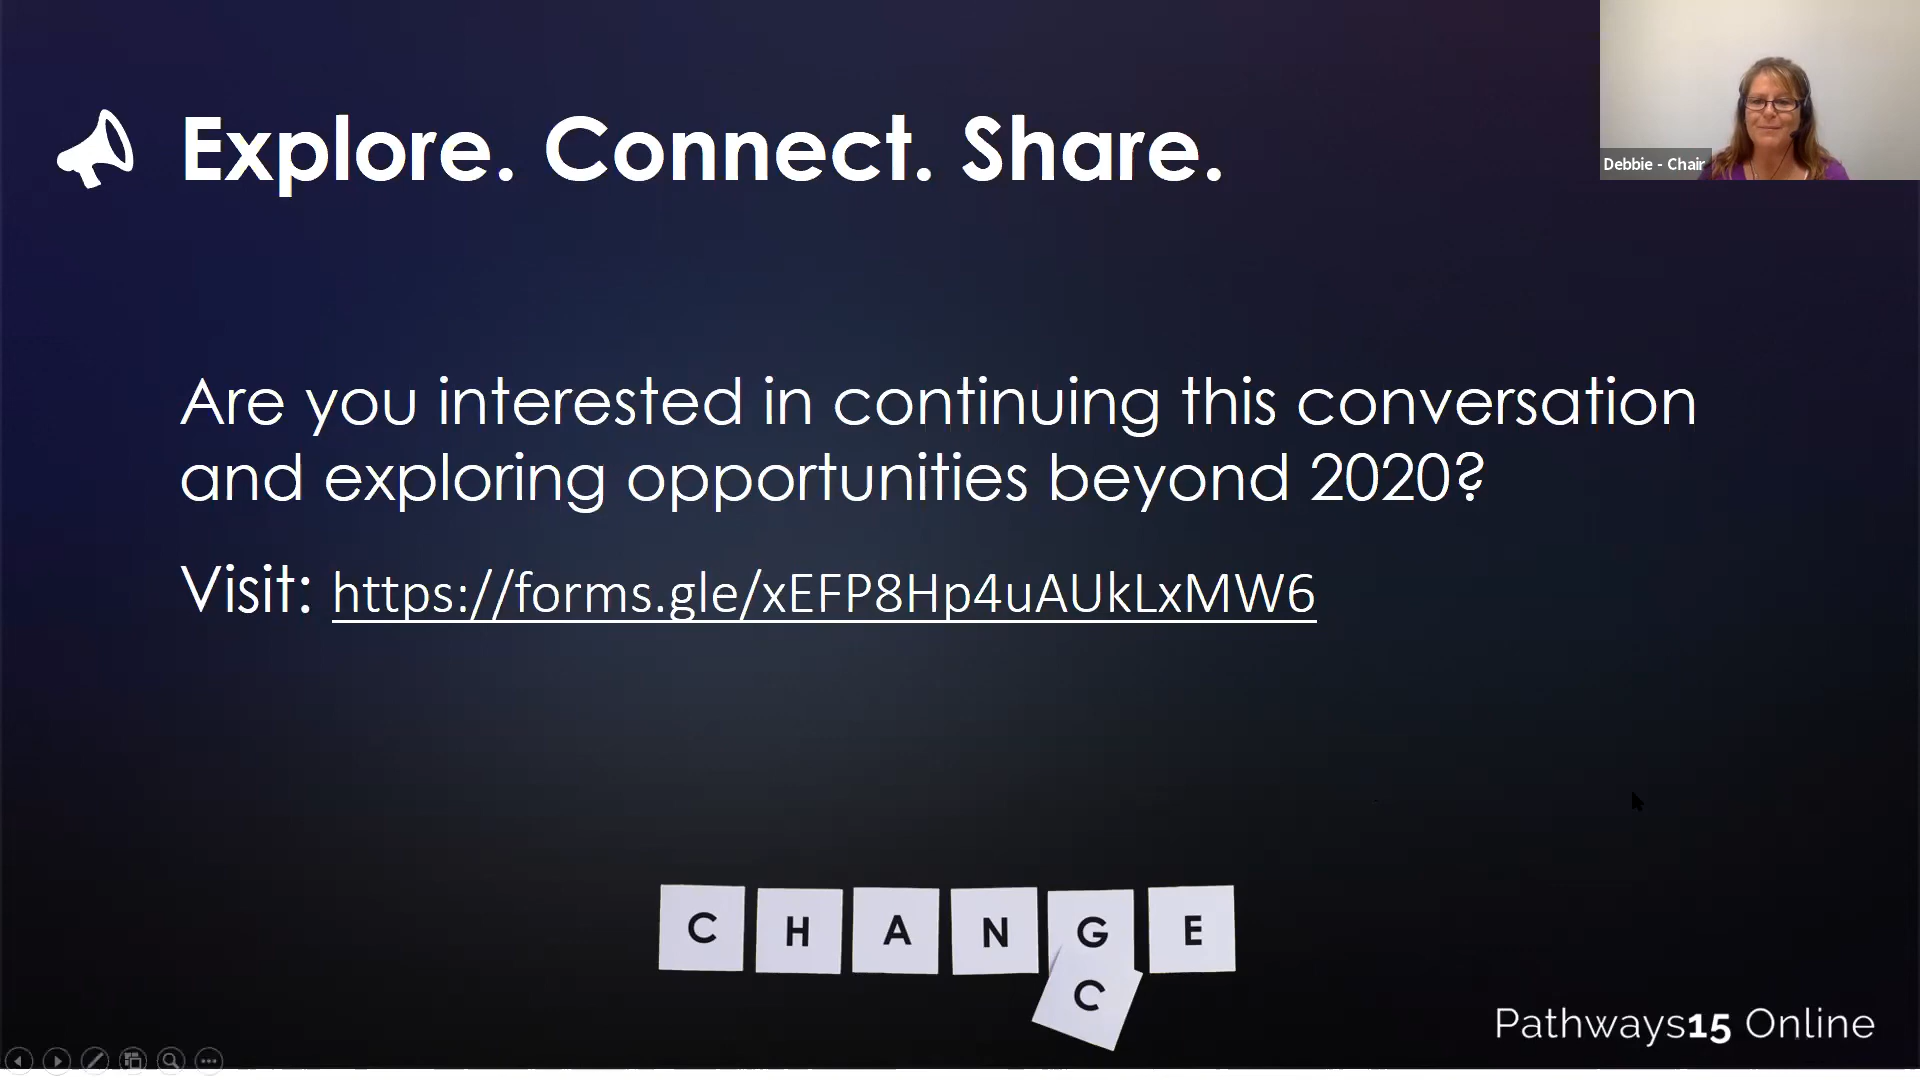 Explore. Connect. Share.
Debbie - Chair
Are you interested in continuing this conversation
and exploring opportunities beyond 2020?
Visit: https://forms.gle/xEFP8Hp4uAUkLxMW6
C H A N G E
C
Pathways15 Online